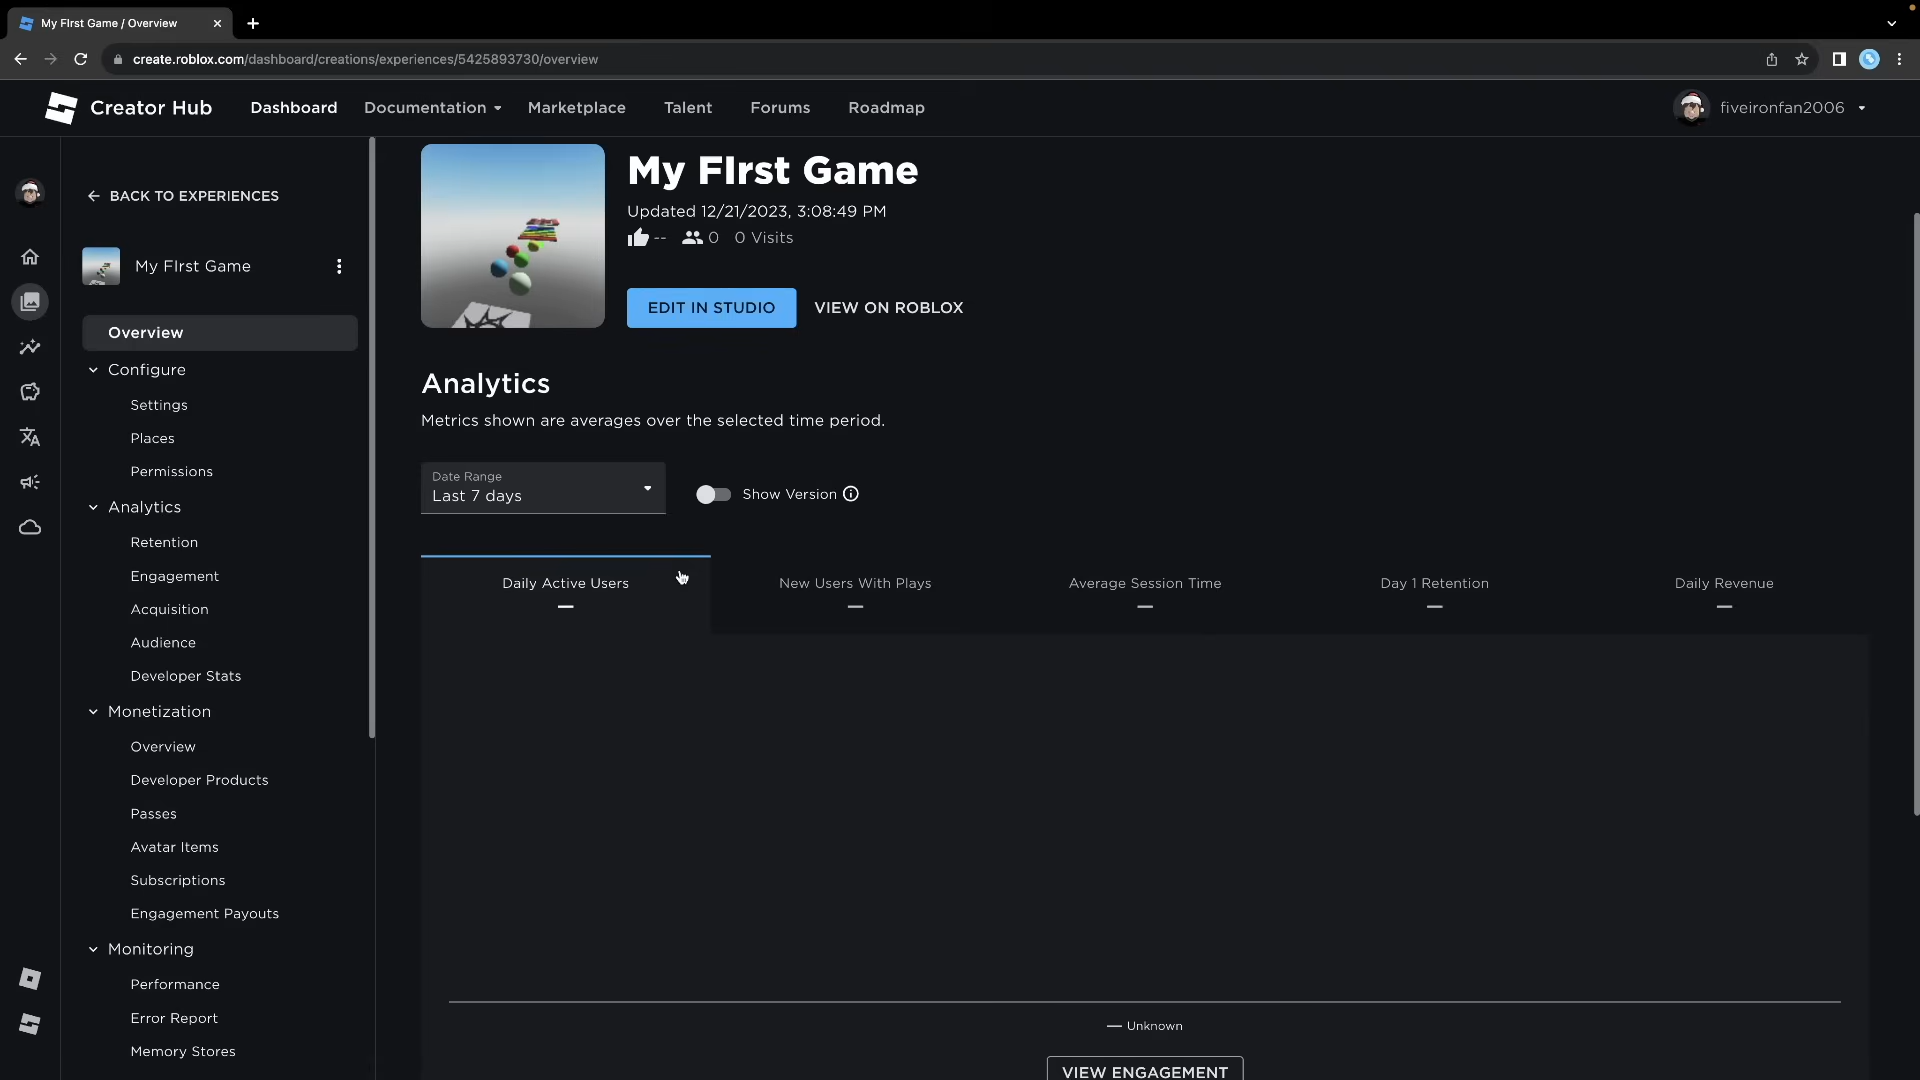 My FIrst Game / Overview
create.roblox.com/dashboard/creations/experiences/5425893730/overview
Creator Hub
Dashboard
Documentation
Marketplace
Talent
Forums
Roadmap
fiveironfan2006
BACK TO EXPERIENCES
My FIrst Game
Overview
Configure
Settings
Places
Permissions
Analytics
Retention
Engagement
Acquisition
Audience
Developer Stats
Monetization
Overview
Developer Products
Passes
Avatar Items
Subscriptions
Engagement Payouts
Monitoring
Performance
Error Report
Memory Stores
My FIrst Game
Updated 12/21/2023, 3:08:49 PM
-- 0 0 Visits
EDIT IN STUDIO
VIEW ON ROBLOX
Analytics
Metrics shown are averages over the selected time period.
Date Range
Last 7 days
Show Version
Daily Active Users
—
New Users With Plays
—
Average Session Time
—
Day 1 Retention
—
Daily Revenue
—
Unknown
VIEW ENGAGEMENT